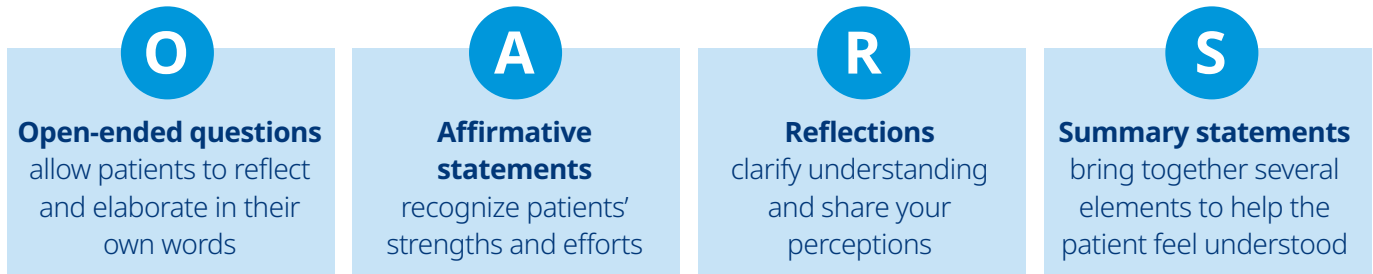 O
Open-ended questions
allow patients to reflect
and elaborate in their
own words
A
Affirmative
statements
recognize patients’
strengths and efforts
R
Reflections
clarify understanding
and share your
perceptions
S
Summary statements
bring together several
elements to help the
patient feel understood